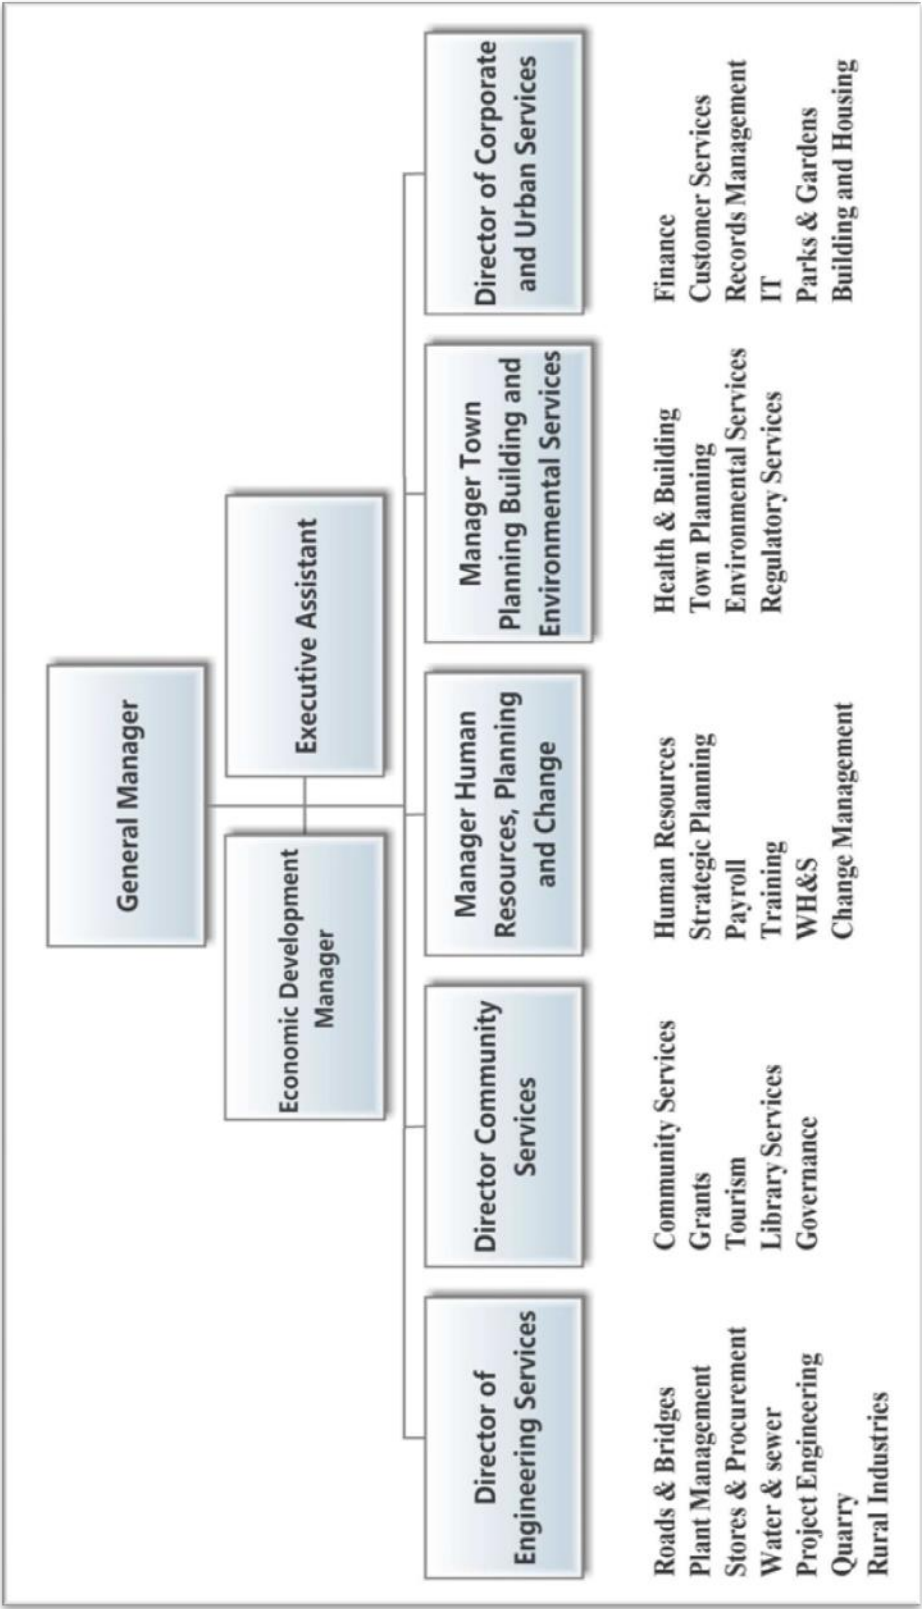 General Manager
Economic Development
Manager
Executive Assistant
Director of
Engineering Services
Director Community
Services
Manager Human
Resources, Planning
and Change
Manager Town
Planning Building and
Environmental Services
Director of Corporate
and Urban Services
Roads & Bridges
Plant Management
Stores & Procurement
Water & sewer
Project Engineering
Quarry
Rural Industries
Community Services
Grants
Tourism
Library Services
Governance
Human Resources
Strategic Planning
Payroll
Training
WH&S
Change Management
Health & Building
Town Planning
Environmental Services
Regulatory Services
Finance
Customer Services
Records Management
IT
Parks & Gardens
Building and Housing